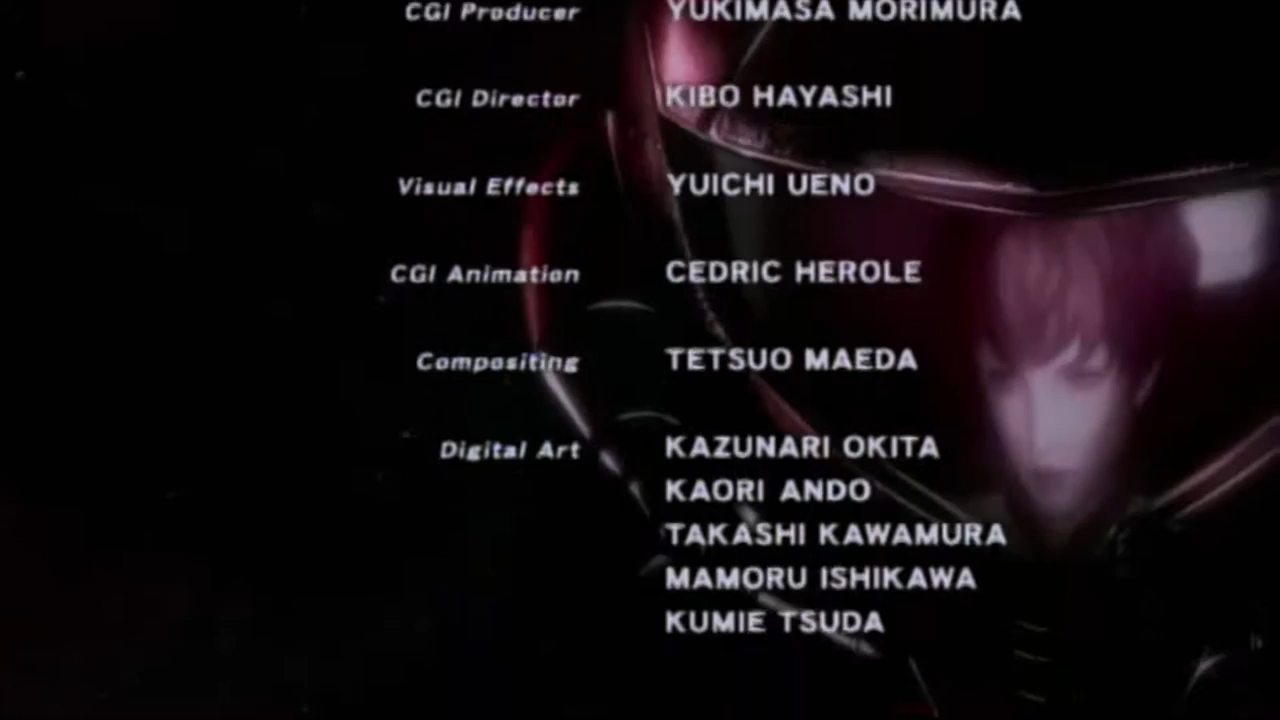 CGI Producer YUKIMASA MORIMURA
CGI Director KIBO HAYASHI
Visual Effects YUICHI UENO
CGI Animation CEDRIC HEROLE
Compositing TETSUO MAEDA
Digital Art KAZUNARI OKITA
KAORI ANDO
TAKASHI KAWAMURA
MAMORU ISHIKAWA
KUMIE TSUDA